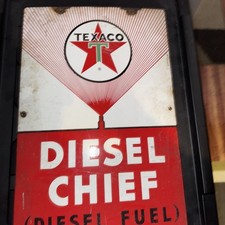 TEXACO
T
®
DIESEL
CHIEF
(DIESEL FUEL)